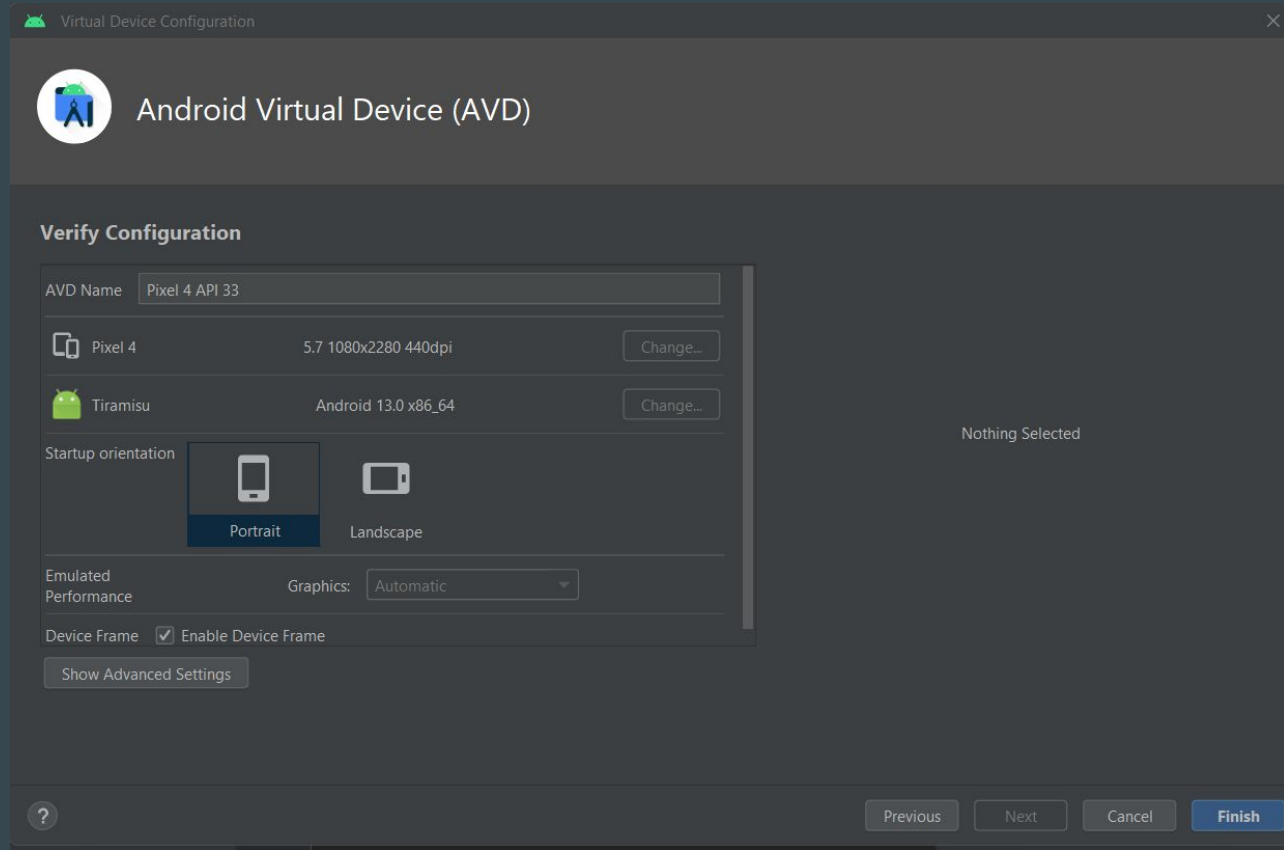 Virtual Device Configuration
Android Virtual Device (AVD)
Verify Configuration
AVD Name Pixel 4 API 33
Pixel 4 5.7 1080x2280 440dpi Change...
Tiramisu Android 13.0 x86_64 Change...
Nothing Selected
Startup orientation
Portrait Landscape
Emulated
Performance
Graphics: Automatic
Device Frame Enable Device Frame
Show Advanced Settings
? Previous Next Cancel Finish